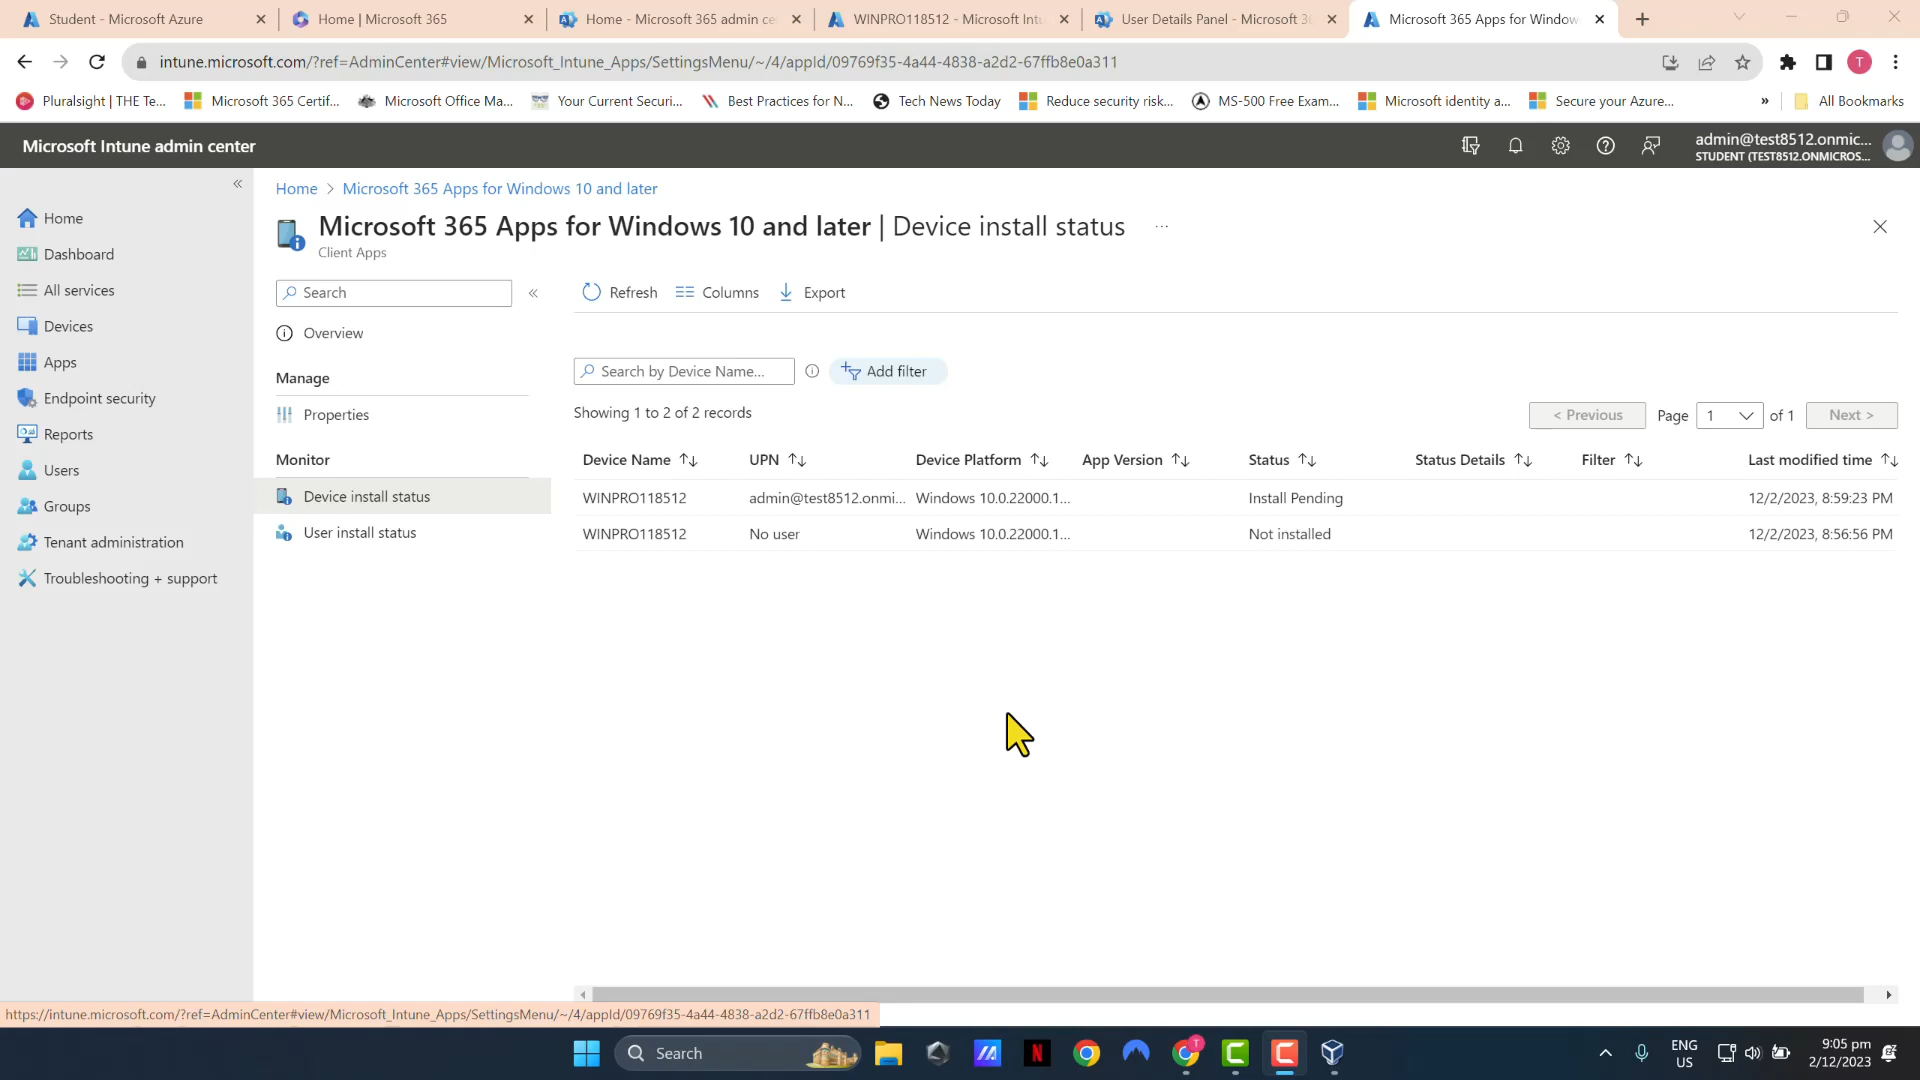 Student - Microsoft Azure
Home | Microsoft 365
Home - Microsoft 365 admin ce
WINPRO118512 - Microsoft Int
User Details Panel - Microsoft 36
Microsoft 365 Apps for Window
intune.microsoft.com/?ref=AdminCenter#view/Microsoft_Intune_Apps/SettingsMenu/~/4/appId/09769f35-4a44-4838-a2d2-67ffb8e0a311
T
Pluralsight | THE Te...
Microsoft 365 Certif...
Microsoft Office Ma...
Your Current Securi...
Best Practices for N...
Tech News Today
Reduce security risk...
MS-500 Free Exam...
Microsoft identity a...
Secure your Azure...
»
All Bookmarks
Microsoft Intune admin center
admin@test8512.onmic...
STUDENT (TEST8512.ONMICROS...
Home
Dashboard
All services
Devices
Apps
Endpoint security
Reports
Users
Groups
Tenant administration
Troubleshooting + support
Home > Microsoft 365 Apps for Windows 10 and later
Microsoft 365 Apps for Windows 10 and later | Device install status ...
Client Apps
Search
Overview
Manage
Properties
Monitor
Device install status
User install status
Refresh Columns Export
Search by Device Name...
Add filter
Showing 1 to 2 of 2 records
< Previous Page 1 of 1 Next >
Device Name UPN Device Platform App Version Status Status Details Filter Last modified time
WINPRO118512 admin@test8512.onmi... Windows 10.0.22000.1... Install Pending 12/2/2023, 8:59:23 PM
WINPRO118512 No user Windows 10.0.22000.1... Not installed 12/2/2023, 8:56:56 PM
https://intune.microsoft.com/?ref=AdminCenter#view/Microsoft_Intune_Apps/SettingsMenu/~/4/appId/09769f35-4a44-4838-a2d2-67ffb8e0a311
Search
N
T
ENG
US
9:05 pm
2/12/2023